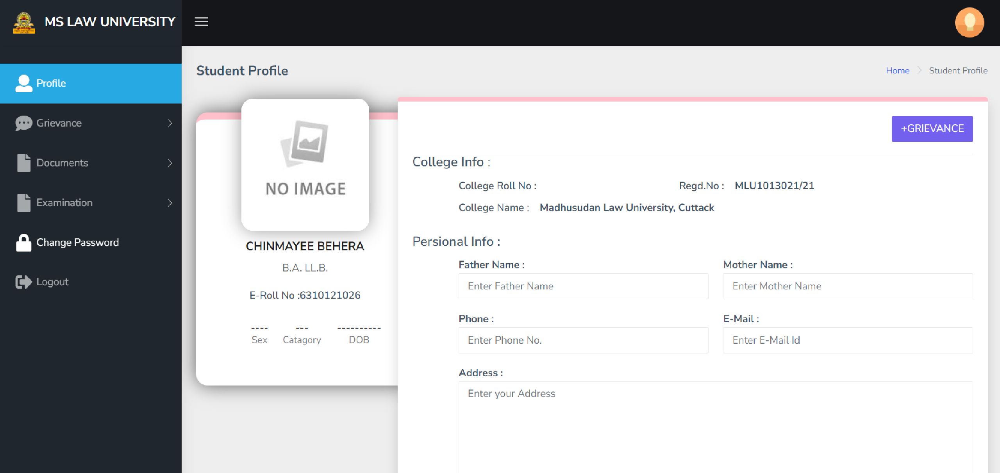 MS LAW UNIVERSITY
Profile
Grievance
Documents
Examination
Change Password
Logout
Student Profile
Home
Student Profile
NO IMAGE
CHINMAYEE BEHERA
B.A. LL.B.
E-Roll No :6310121026
---- --- ----------
Sex Catagory DOB
+GRIEVANCE
College Info :
College Roll No : Regd.No : MLU1013021/21
College Name : Madhusudan Law University, Cuttack
Persional Info :
Father Name : Mother Name :
Enter Father Name Enter Mother Name
Phone : E-Mail :
Enter Phone No. Enter E-Mail Id
Address :
Enter your Address